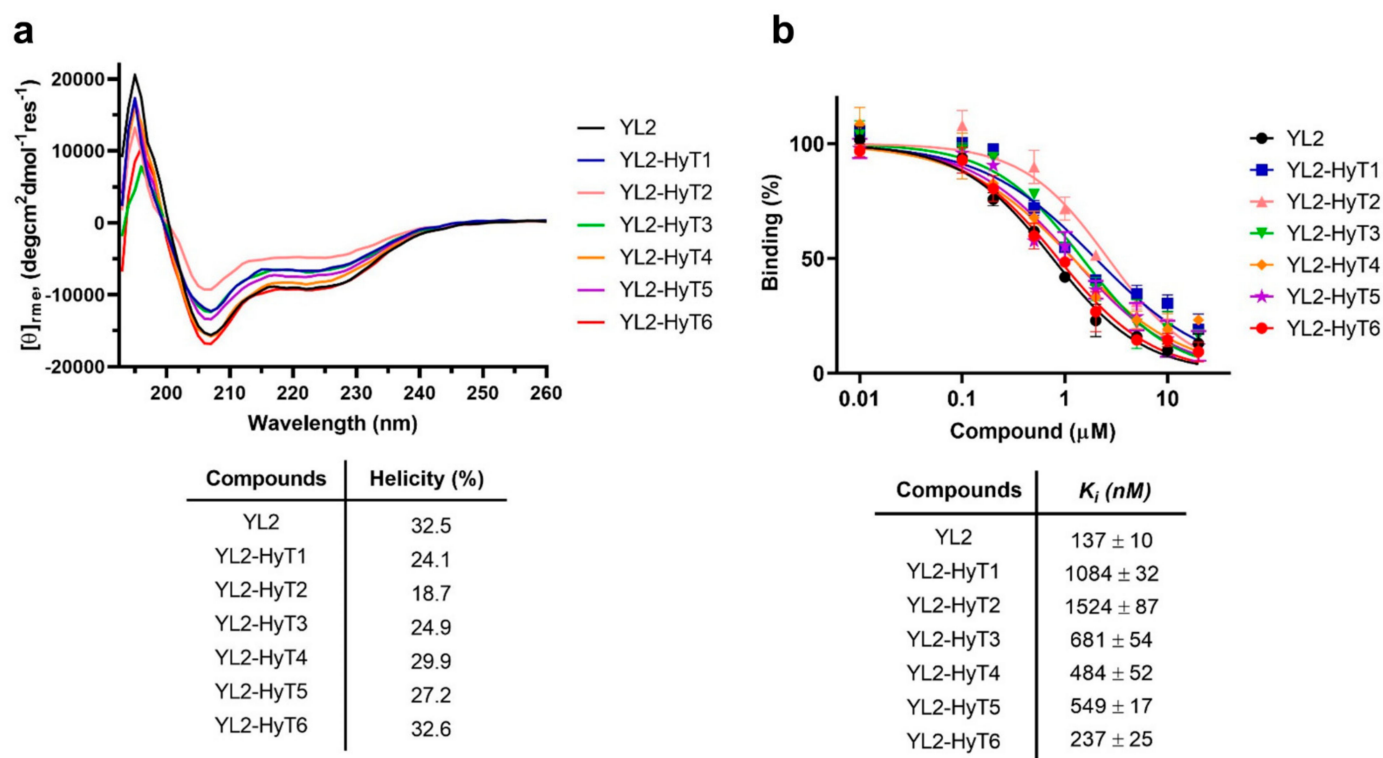 a
[θ]rme, (degcm²dmol⁻¹res⁻¹)
20000
10000
0
-10000
-20000
200 210 220 230 240 250 260
Wavelength (nm)
YL2
YL2-HyT1
YL2-HyT2
YL2-HyT3
YL2-HyT4
YL2-HyT5
YL2-HyT6
Compounds Helicity (%)
YL2 32.5
YL2-HyT1 24.1
YL2-HyT2 18.7
YL2-HyT3 24.9
YL2-HyT4 29.9
YL2-HyT5 27.2
YL2-HyT6 32.6
b
Binding (%)
100
50
0
0.01 0.1 1 10
Compound (μM)
YL2
YL2-HyT1
YL2-HyT2
YL2-HyT3
YL2-HyT4
YL2-HyT5
YL2-HyT6
Compounds Ki (nM)
YL2 137 ± 10
YL2-HyT1 1084 ± 32
YL2-HyT2 1524 ± 87
YL2-HyT3 681 ± 54
YL2-HyT4 484 ± 52
YL2-HyT5 549 ± 17
YL2-HyT6 237 ± 25